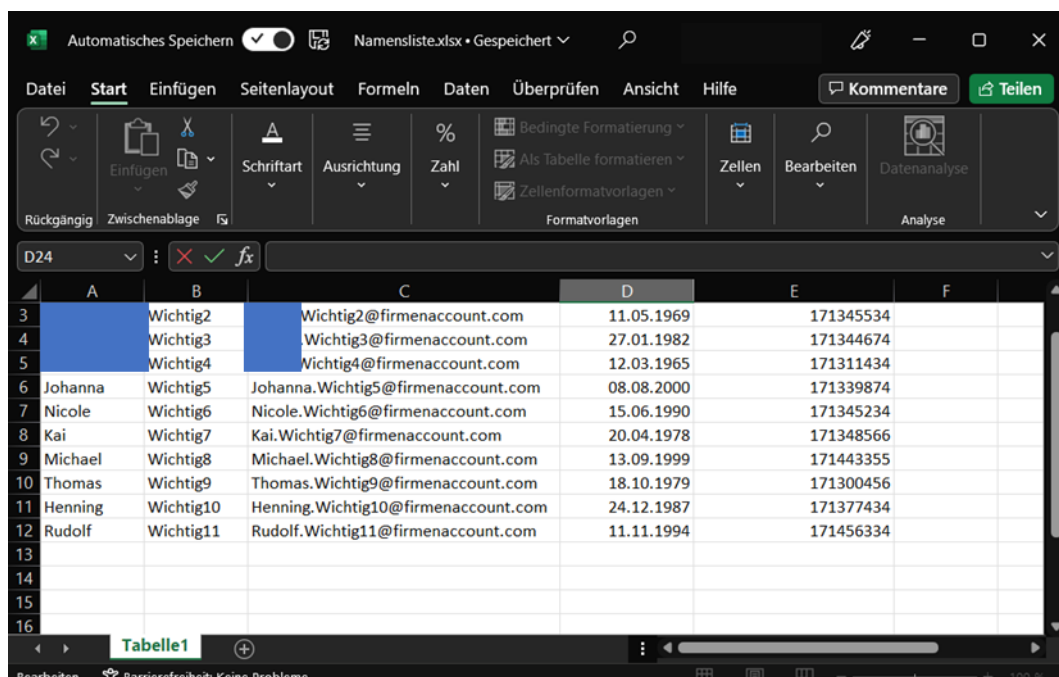 Automatisches Speichern Namensliste.xlsx • Gespeichert
Datei Start Einfügen Seitenlayout Formeln Daten Überprüfen Ansicht Hilfe Kommentare Teilen
Einfügen Schriftart Ausrichtung Zahl Bedingte Formatierung Als Tabelle formatieren Zellenformatvorlagen Zellen Bearbeiten Datenanalyse
Rückgängig Zwischenablage Formatvorlagen Analyse
D24 fx
A B C D E F
3 Wichtig2 Wichtig2@firmenaccount.com 11.05.1969 171345534
4 Wichtig3 .Wichtig3@firmenaccount.com 27.01.1982 171344674
5 Wichtig4 Wichtig4@firmenaccount.com 12.03.1965 171311434
6 Johanna Wichtig5 Johanna.Wichtig5@firmenaccount.com 08.08.2000 171339874
7 Nicole Wichtig6 Nicole.Wichtig6@firmenaccount.com 15.06.1990 171345234
8 Kai Wichtig7 Kai.Wichtig7@firmenaccount.com 20.04.1978 171348566
9 Michael Wichtig8 Michael.Wichtig8@firmenaccount.com 13.09.1999 171443355
10 Thomas Wichtig9 Thomas.Wichtig9@firmenaccount.com 18.10.1979 171300456
11 Henning Wichtig10 Henning.Wichtig10@firmenaccount.com 24.12.1987 171377434
12 Rudolf Wichtig11 Rudolf.Wichtig11@firmenaccount.com 11.11.1994 171456334
13
14
15
16
Tabelle1
Bearbeiten Barrierefreiheit: Keine Probleme 100 %